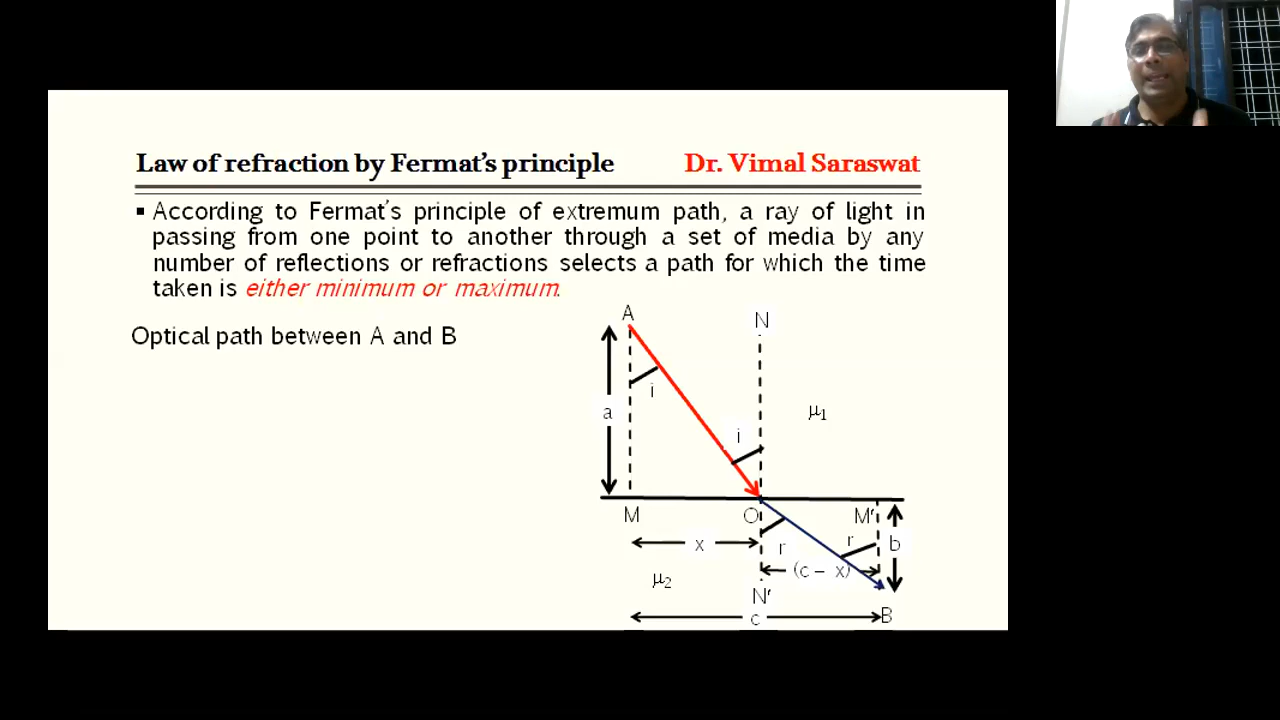 Law of refraction by Fermat's principle Dr. Vimal Saraswat
▪ According to Fermat's principle of extremum path, a ray of light in
passing from one point to another through a set of media by any
number of reflections or refractions selects a path for which the time
taken is either minimum or maximum.
Optical path between A and B
A
N
i
a
μ₁
i
M
O
M′
x
r
r
b
(c – x)
μ₂
N′
c
B